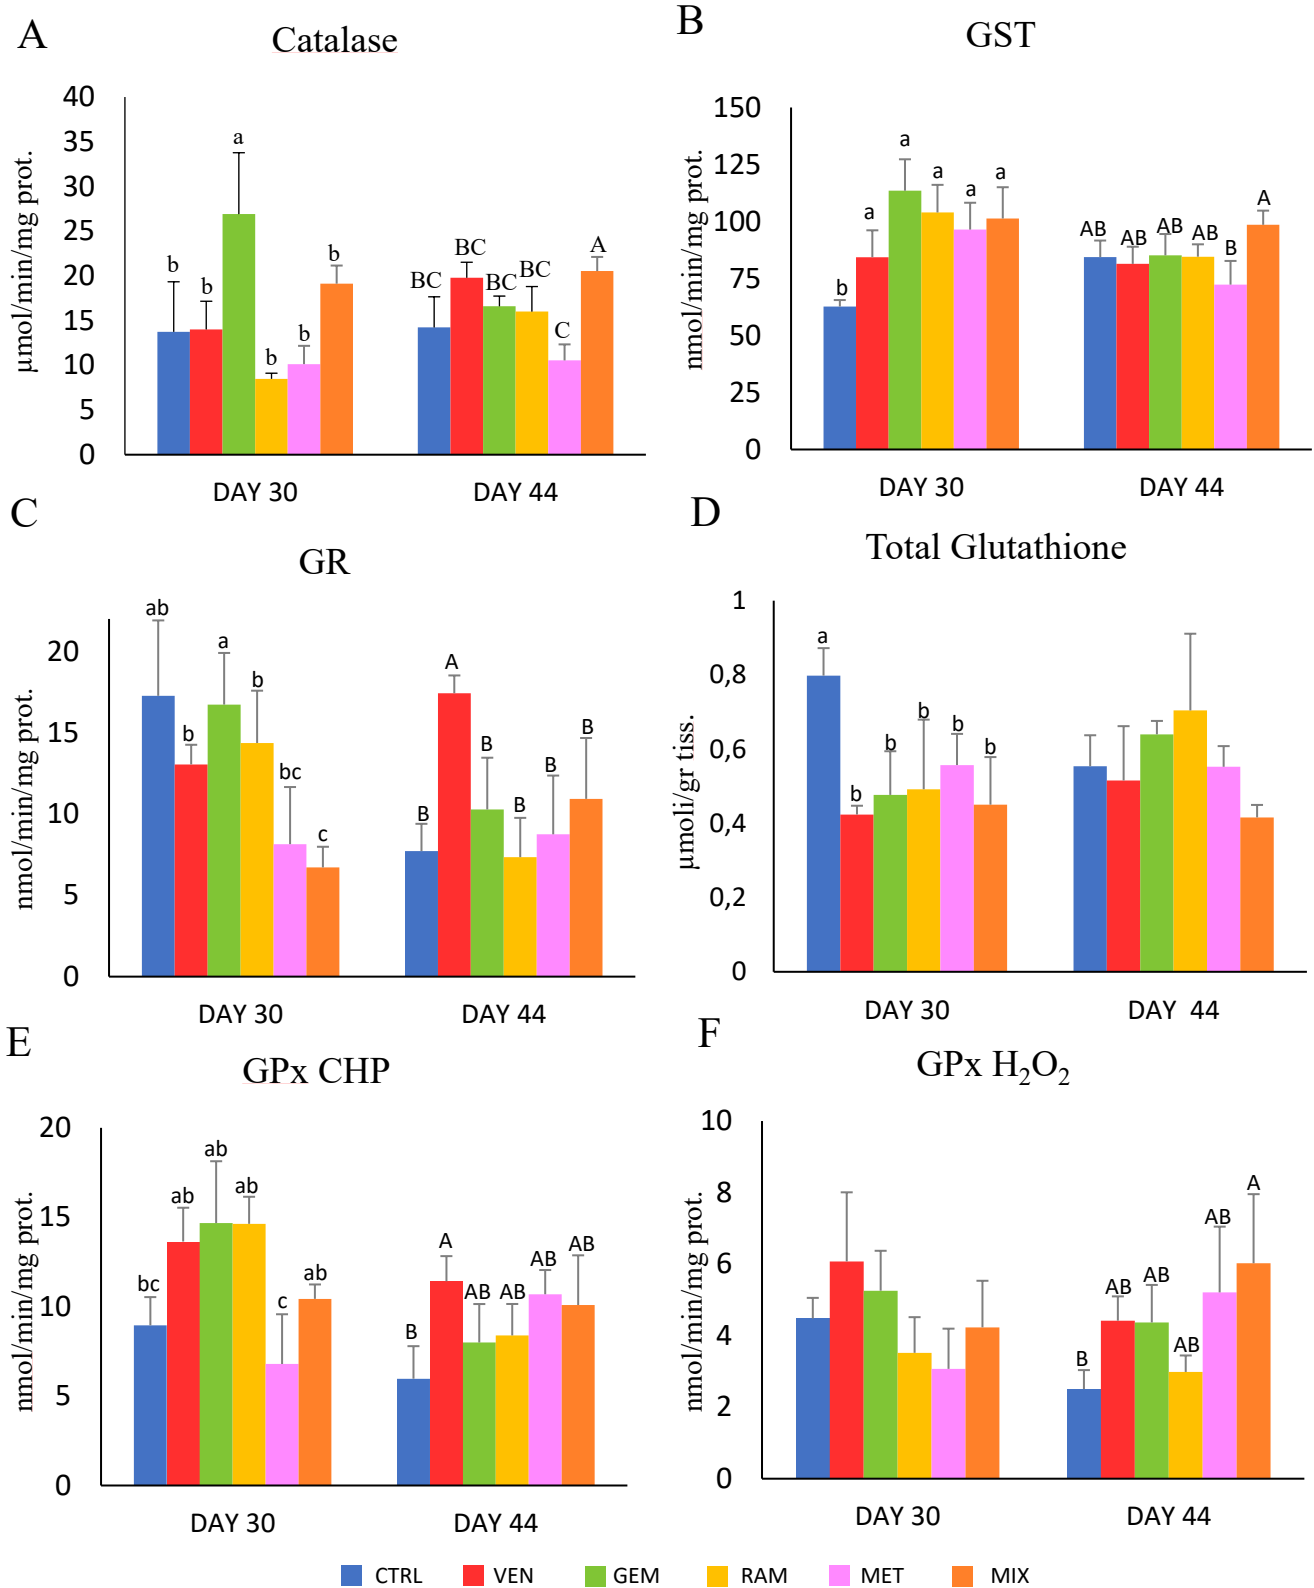 A
Catalase
40
35
30
25
20
15
10
5
0
µmol/min/mg prot.
b
b
a
b
b
b
BC
BC
BC
BC
C
A
DAY 30
DAY 44
B
GST
150
125
100
75
50
25
0
nmol/min/mg prot.
b
a
a
a
a
a
AB
AB
AB
AB
B
A
DAY 30
DAY 44
C
GR
20
15
10
5
0
nmol/min/mg prot.
ab
b
a
b
bc
c
B
A
B
B
B
B
DAY 30
DAY 44
D
Total Glutathione
1
0,8
0,6
0,4
0,2
0
µmoli/gr tiss.
a
b
b
b
b
b
DAY 30
DAY 44
E
GPx CHP
20
15
10
5
0
nmol/min/mg prot.
bc
ab
ab
ab
c
ab
B
A
AB
AB
AB
AB
DAY 30
DAY 44
F
GPx H₂O₂
10
8
6
4
2
0
nmol/min/mg prot.
B
AB
AB
AB
AB
A
DAY 30
DAY 44
CTRL VEN GEM RAM MET MIX